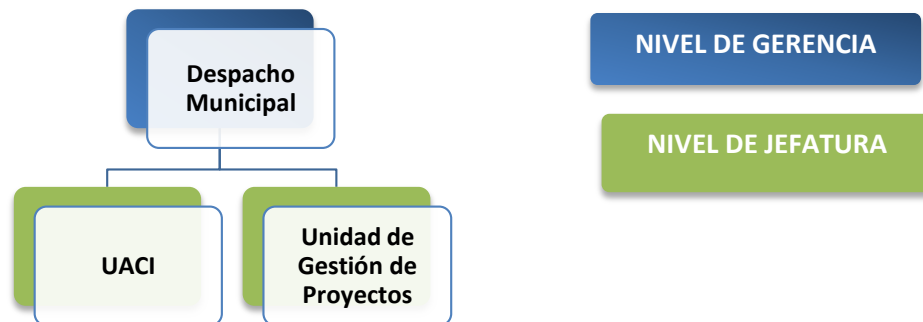 Despacho
Municipal
NIVEL DE GERENCIA
NIVEL DE JEFATURA
UACI
Unidad de
Gestión de
Proyectos